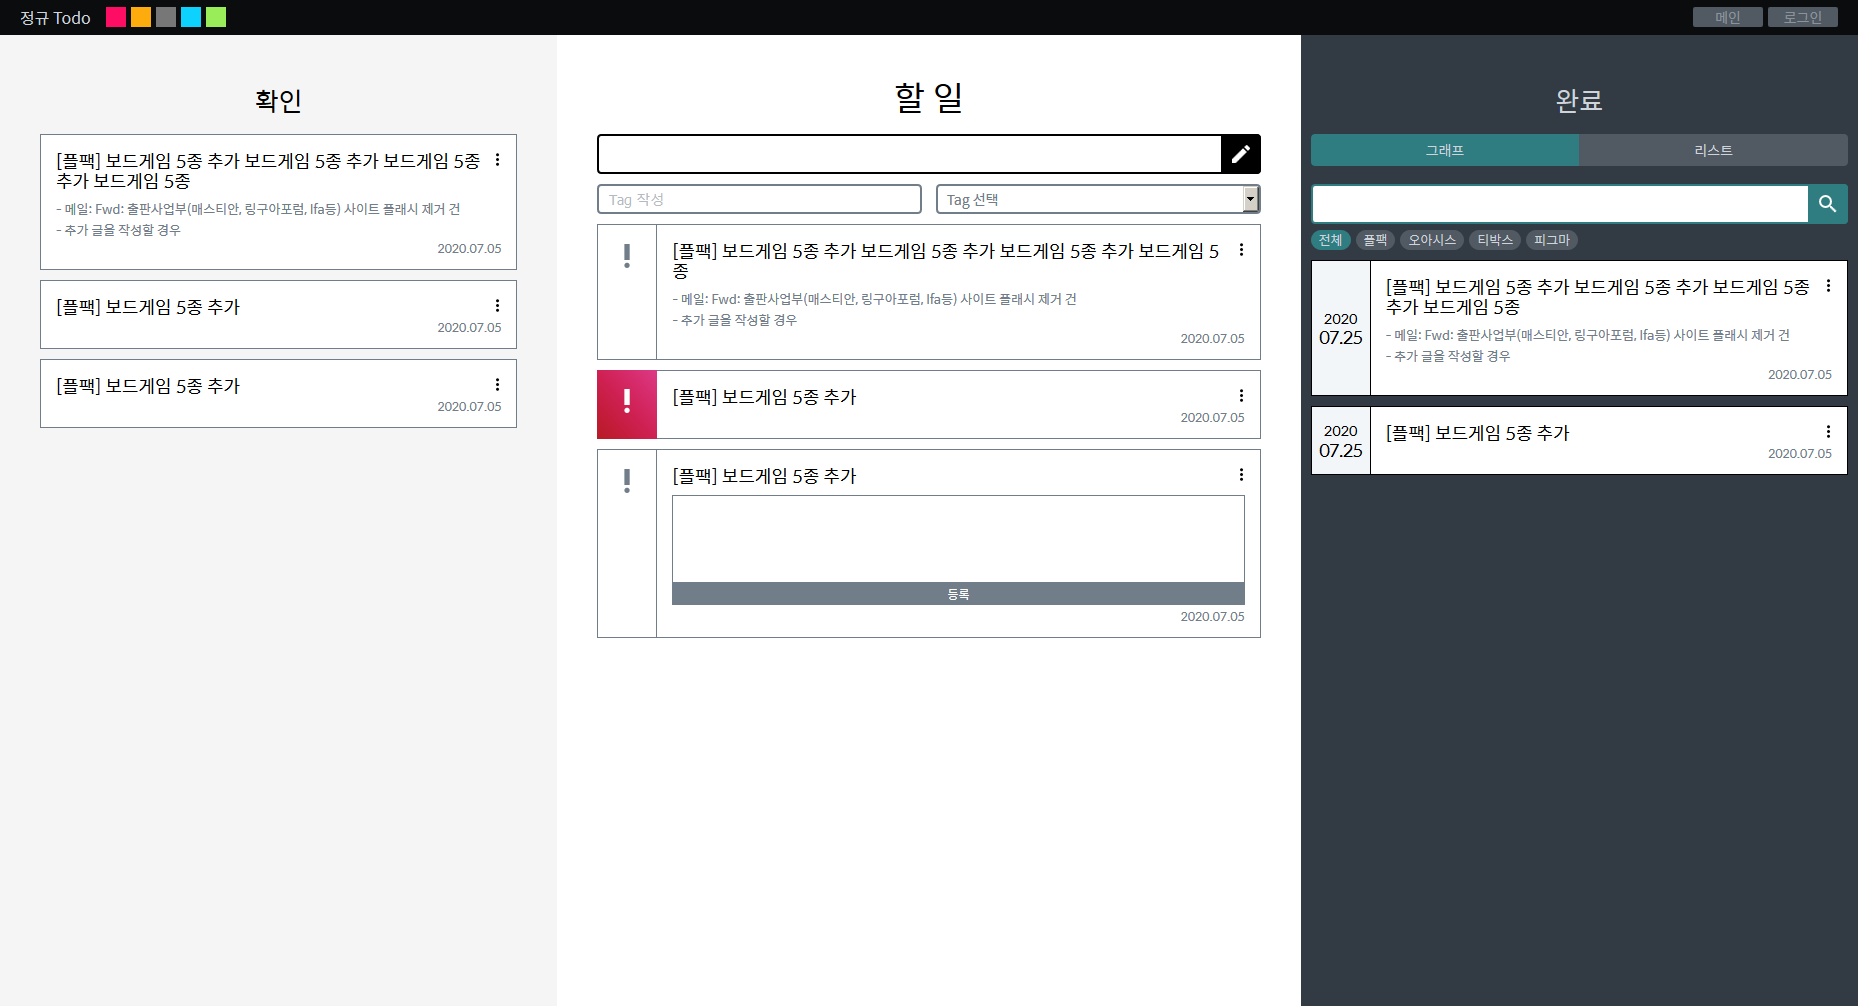 정규 Todo
메인
로그인
확인
[플팩] 보드게임 5종 추가 보드게임 5종 추가 보드게임 5종
추가 보드게임 5종
- 메일: Fwd: 출판사업부(매스티안, 링구아포럼, lfa등) 사이트 플래시 제거 건
- 추가 글을 작성할 경우
2020.07.05
[플팩] 보드게임 5종 추가
2020.07.05
[플팩] 보드게임 5종 추가
2020.07.05
할 일
Tag 작성
Tag 선택
[플팩] 보드게임 5종 추가 보드게임 5종 추가 보드게임 5종 추가 보드게임 5
종
- 메일: Fwd: 출판사업부(매스티안, 링구아포럼, lfa등) 사이트 플래시 제거 건
- 추가 글을 작성할 경우
2020.07.05
[플팩] 보드게임 5종 추가
2020.07.05
[플팩] 보드게임 5종 추가
등록
2020.07.05
완료
그래프
리스트
전체
플팩
오아시스
티박스
피그마
2020
07.25
[플팩] 보드게임 5종 추가 보드게임 5종 추가 보드게임 5종
추가 보드게임 5종
- 메일: Fwd: 출판사업부(매스티안, 링구아포럼, lfa등) 사이트 플래시 제거 건
- 추가 글을 작성할 경우
2020.07.05
2020
07.25
[플팩] 보드게임 5종 추가
2020.07.05